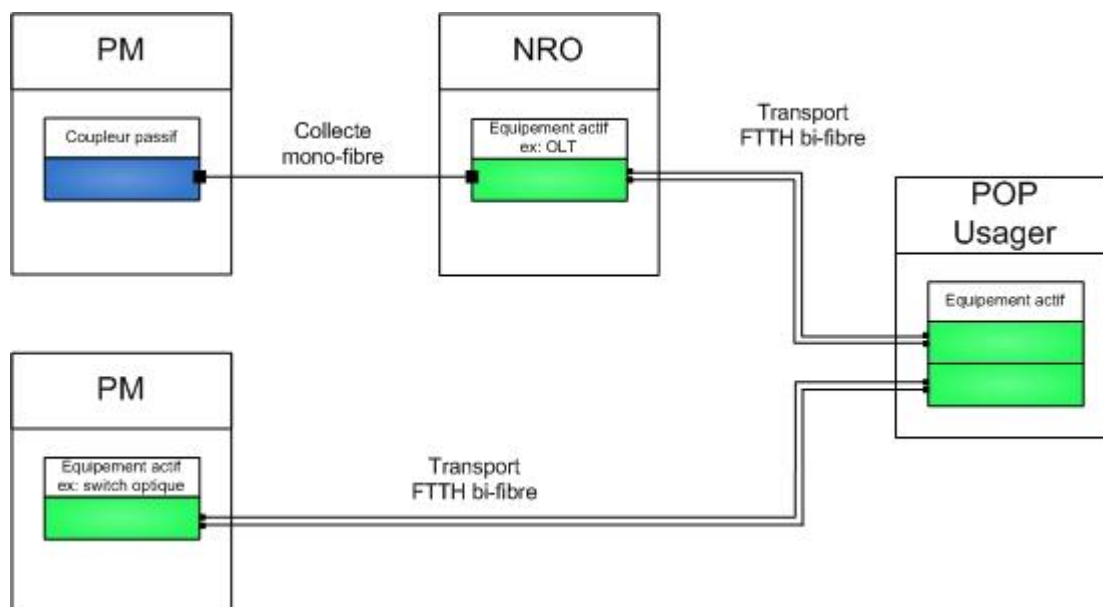 PM
Coupleur passif
Collecte
mono-fibre
NRO
Equipement actif
ex: OLT
Transport
FTTH bi-fibre
POP
Usager
Equipement actif
PM
Equipement actif
ex: switch optique
Transport
FTTH bi-fibre